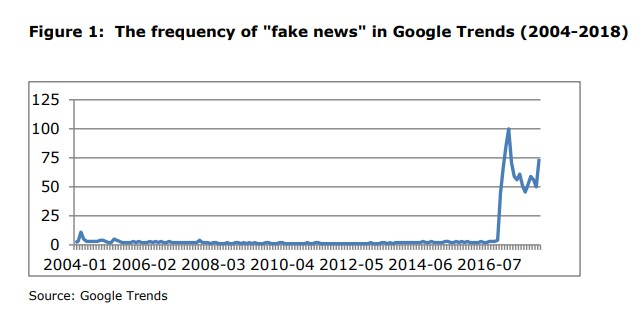 Figure 1:  The frequency of "fake news" in Google Trends (2004-2018)
125
100
75
50
25
0
2004-01 2006-02 2008-03 2010-04 2012-05 2014-06 2016-07
Source: Google Trends